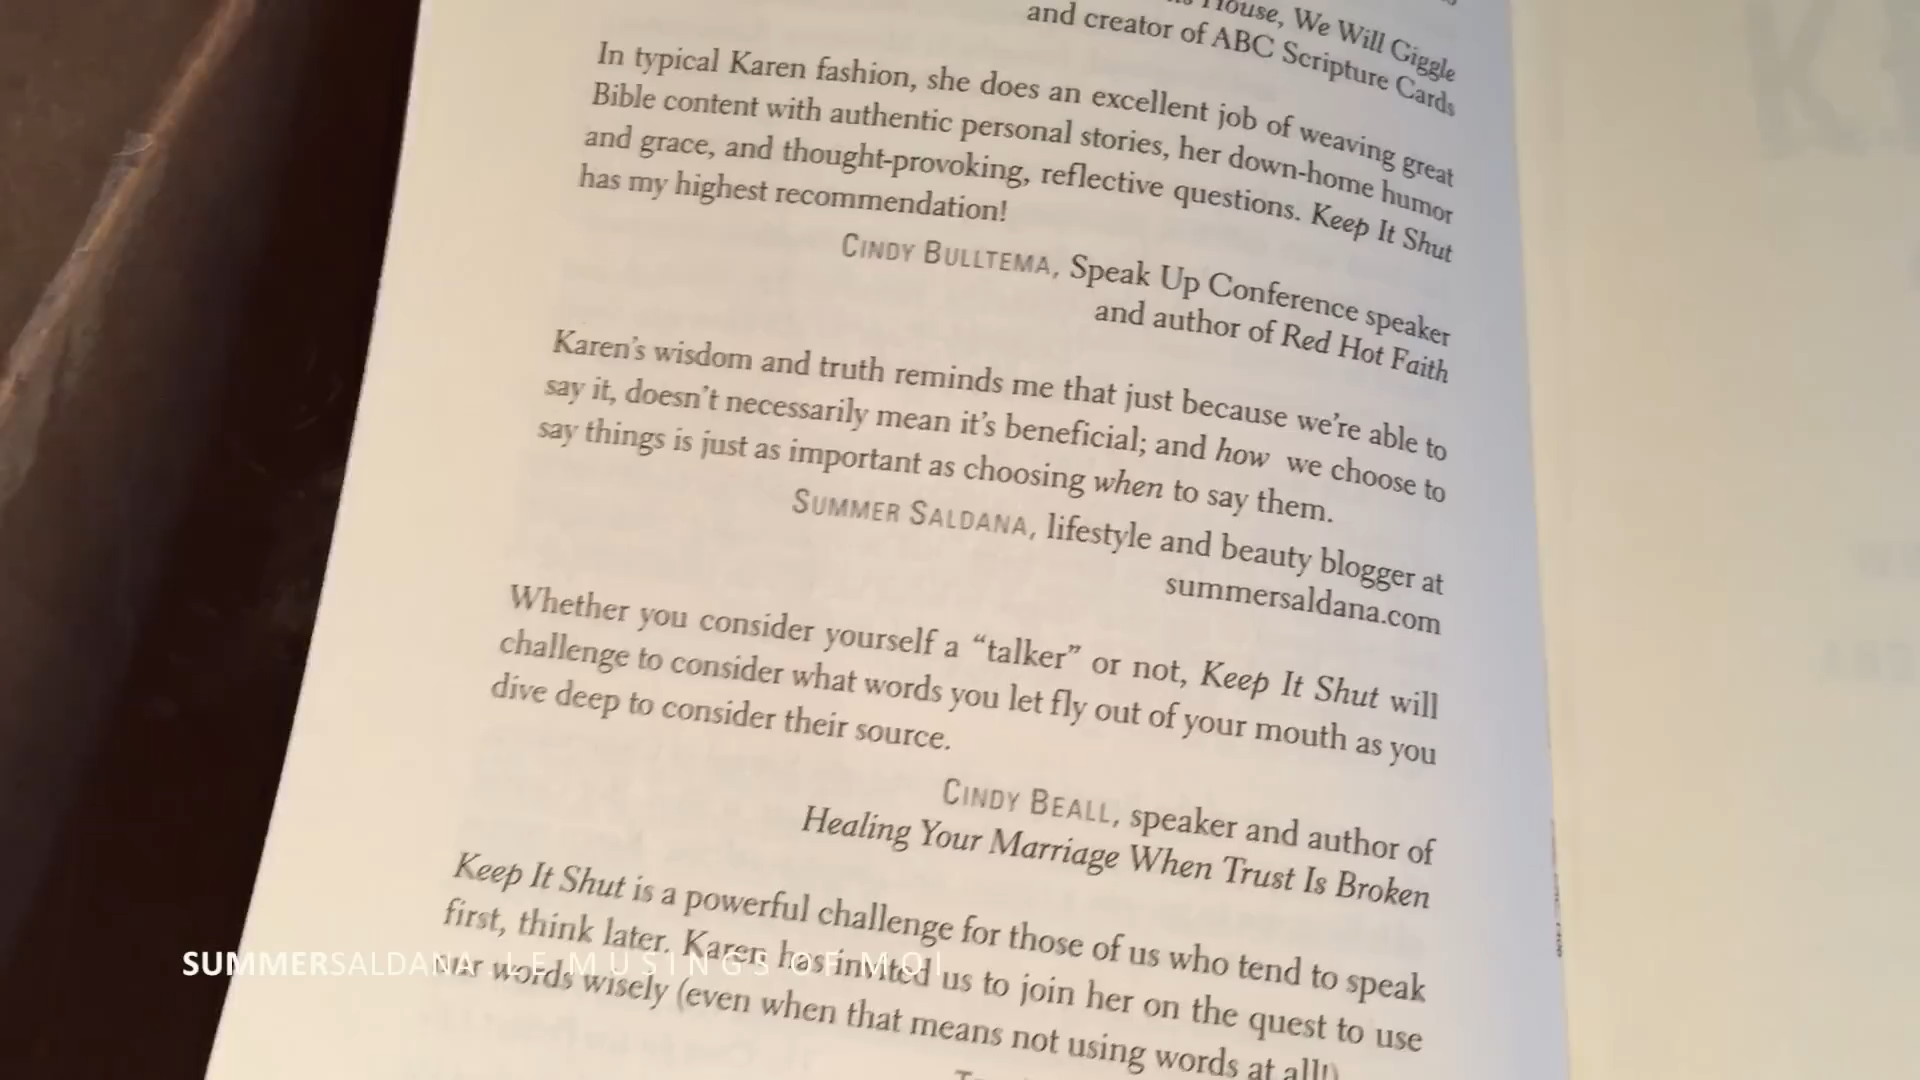 House, We Will Giggle
and creator of ABC Scripture Cards
In typical Karen fashion, she does an excellent job of weaving great
Bible content with authentic personal stories, her down-home humor
and grace, and thought-provoking, reflective questions. Keep It Shut
has my highest recommendation!
CINDY BULLTEMA, Speak Up Conference speaker
and author of Red Hot Faith
Karen's wisdom and truth reminds me that just because we're able to
say it, doesn't necessarily mean it's beneficial; and how we choose to
say things is just as important as choosing when to say them.
SUMMER SALDANA, lifestyle and beauty blogger at
summersaldana.com
Whether you consider yourself a “talker” or not, Keep It Shut will
challenge to consider what words you let fly out of your mouth as you
dive deep to consider their source.
CINDY BEALL, speaker and author of
Healing Your Marriage When Trust Is Broken
Keep It Shut is a powerful challenge for those of us who tend to speak
first, think later. Karen has invited us to join her on the quest to use
our words wisely (even when that means not using words at all!)
SUMMERSALDANA . LE MUSINGS OF MOI